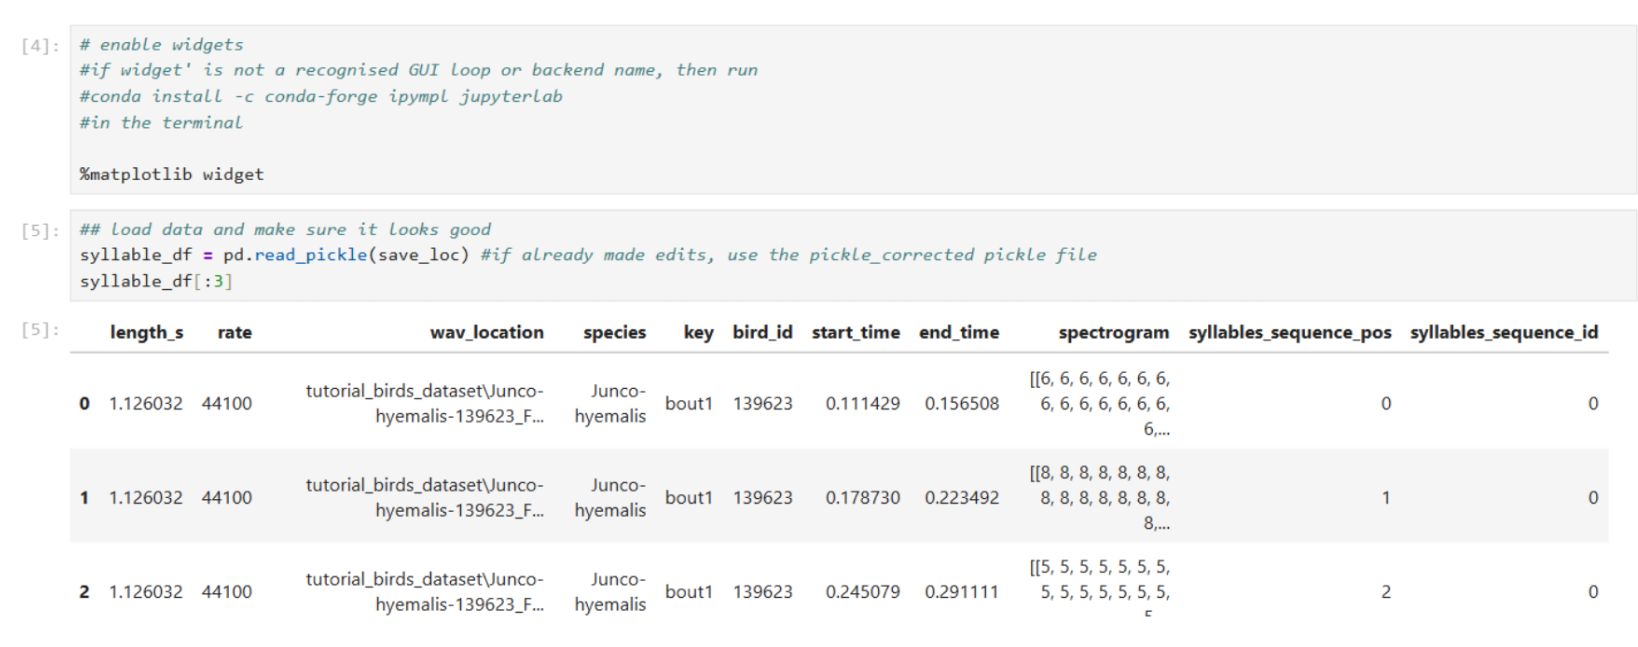 [4]: # enable widgets
#if widget' is not a recognised GUI loop or backend name, then run
#conda install -c conda-forge ipympl jupyterlab
#in the terminal
%matplotlib widget
[5]: ## load data and make sure it looks good
syllable_df = pd.read_pickle(save_loc) #if already made edits, use the pickle_corrected pickle file
syllable_df[:3]
[5]: length_s rate wav_location species key bird_id start_time end_time spectrogram syllables_sequence_pos syllables_sequence_id
[[6, 6, 6, 6, 6, 6, 6,
tutorial_birds_dataset\Junco- Junco-
0 1.126032 44100 bout1 139623 0.111429 0.156508 6, 6, 6, 6, 6, 6, 6, 0 0
hyemalis-139623_F... hyemalis
6,...
[[8, 8, 8, 8, 8, 8, 8,
tutorial_birds_dataset\Junco- Junco-
1 1.126032 44100 bout1 139623 0.178730 0.223492 8, 8, 8, 8, 8, 8, 8, 1 0
hyemalis-139623_F... hyemalis
8,...
[[5, 5, 5, 5, 5, 5, 5,
tutorial_birds_dataset\Junco- Junco-
2 1.126032 44100 bout1 139623 0.245079 0.291111 5, 5, 5, 5, 5, 5, 5, 2 0
hyemalis-139623_F... hyemalis